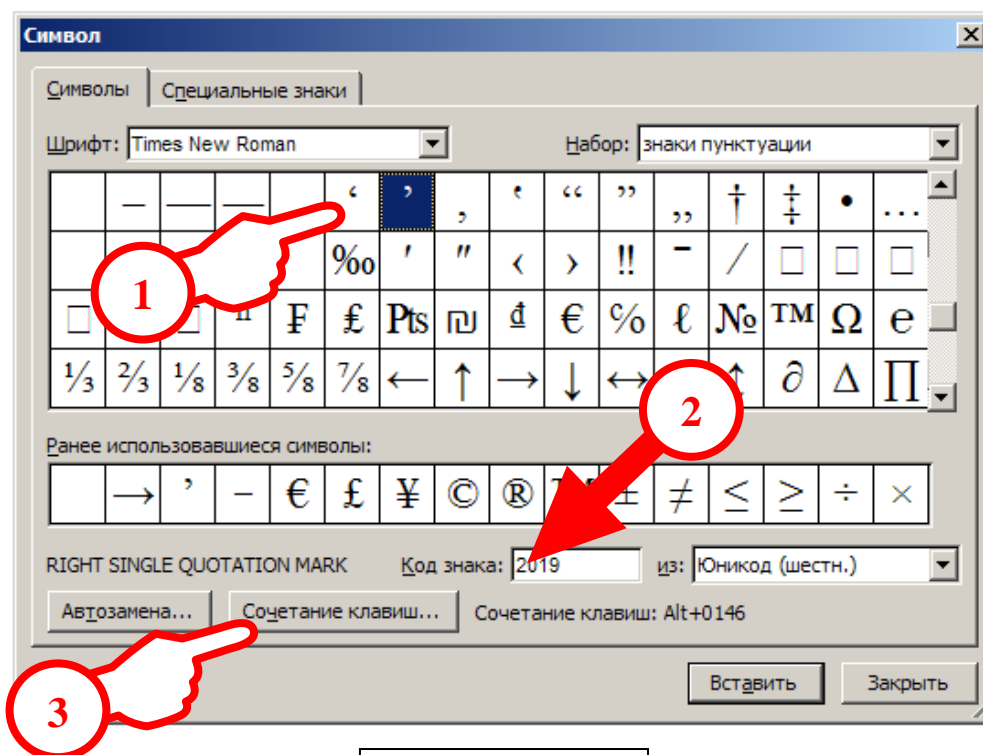 Символ
Символы Специальные знаки
Шрифт: Times New Roman Набор: знаки пунктуации
– — ― ‘ ’ ‚ ‛ “ ” „ † ‡ • …
‰ ′ ″ ‹ › ‼ ‾ ⁄ □ □ □
1
□ □ ⁿ ₣ ₤ ₧ ₪ ₫ € ℅ ℓ № ™ Ω ℮
⅓ ⅔ ⅛ ⅜ ⅝ ⅞ ← ↑ → ↓ ↔ ↕ ∂ ∆ ∏
2
Ранее использовавшиеся символы:
→ ’ – € £ ¥ © ® ™ ± ≠ ≤ ≥ ÷ ×
RIGHT SINGLE QUOTATION MARK Код знака: 2019 из: Юникод (шестн.)
Автозамена... Сочетание клавиш... Сочетание клавиш: Alt+0146
3
Вставить Закрыть